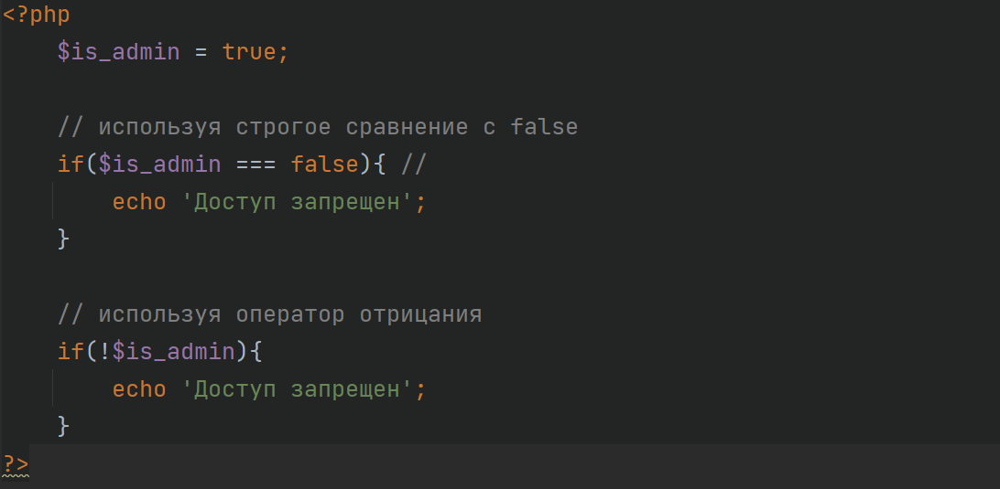 <?php
$is_admin = true;
// используя строгое сравнение с false
if($is_admin === false){ //
echo 'Доступ запрещен';
}
// используя оператор отрицания
if(!$is_admin){
echo 'Доступ запрещен';
}
?>